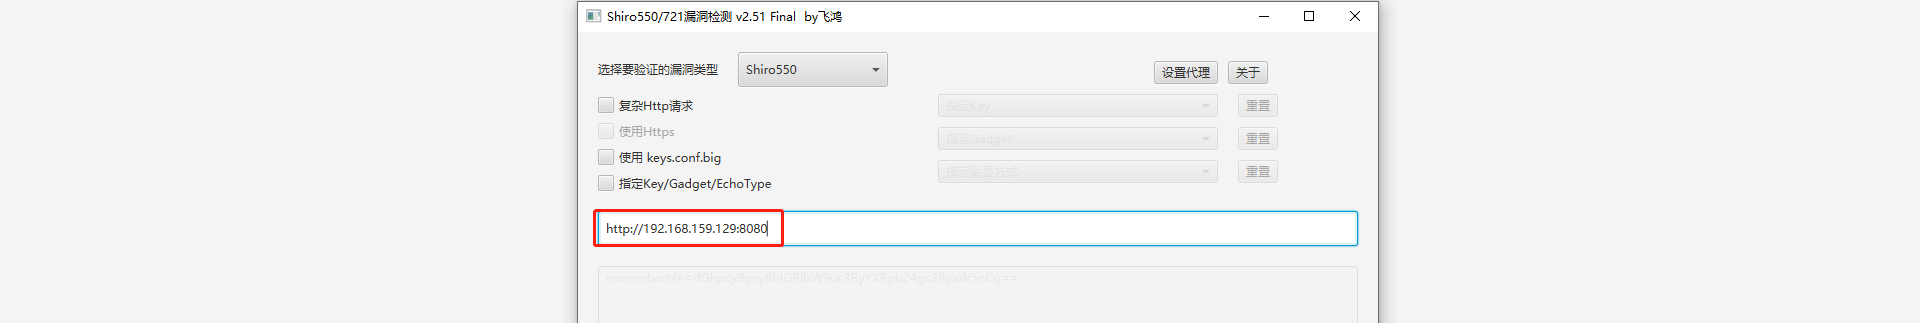 Shiro550/721漏洞检测 v2.51 Final by飞鸿
选择要验证的漏洞类型 Shiro550 设置代理 关于
复杂Http请求 指定Key 重置
使用Https 指定Gadget 重置
使用 keys.conf.big 指定回显方式 重置
指定Key/Gadget/EchoType
http://192.168.159.129:8080